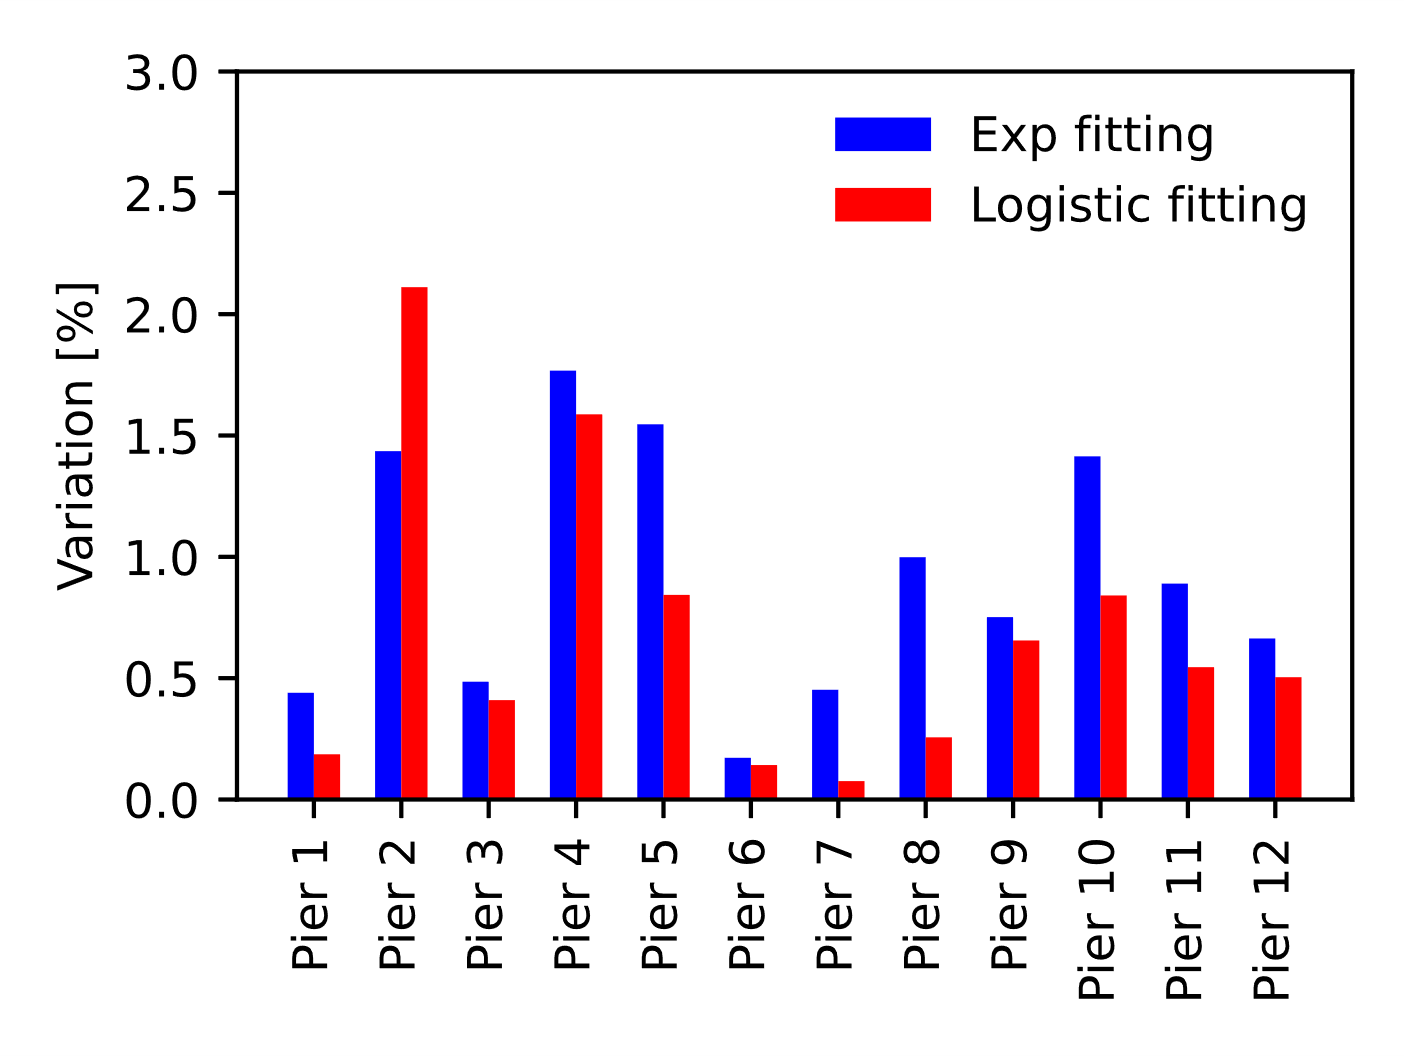 3.0
2.5
2.0
1.5
1.0
0.5
0.0
Variation [%]
Exp fitting
Logistic fitting
Pier 1
Pier 2
Pier 3
Pier 4
Pier 5
Pier 6
Pier 7
Pier 8
Pier 9
Pier 10
Pier 11
Pier 12